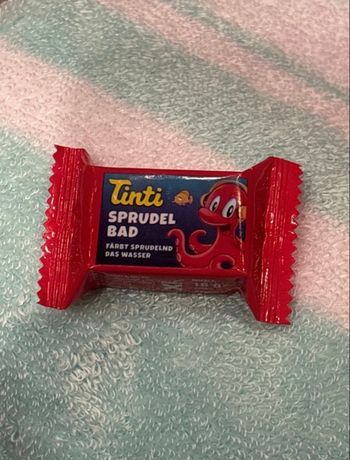 Tinti
SPRUDEL
BAD
FÄRBT SPRUDELND
DAS WASSER